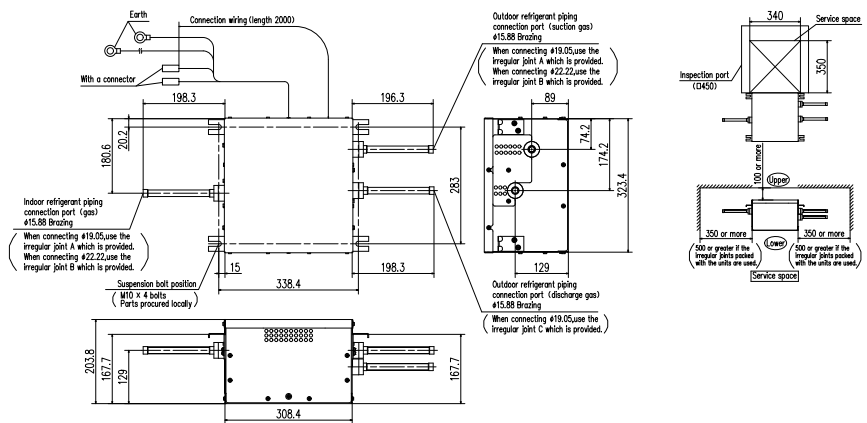 Earth
Connection wiring (length 2000)
With a connector
198.3
196.3
20.2
180.6
283
Indoor refrigerant piping
connection port (gas)
ø15.88 Brazing
When connecting ø19.05,use the
irregular joint A which is provided.
When connecting ø22.22,use the
irregular joint B which is provided.
15
338.4
198.3
Suspension bolt position
M10 × 4 bolts
Parts procured locally
Outdoor refrigerant piping
connection port (suction gas)
ø15.88 Brazing
When connecting ø19.05,use the
irregular joint A which is provided.
When connecting ø22.22,use the
irregular joint B which is provided.
89
74.2
174.2
323.4
129
Outdoor refrigerant piping
connection port (discharge gas)
ø15.88 Brazing
When connecting ø19.05,use the
irregular joint C which is provided.
203.8
167.7
129
167.7
308.4
340
Service space
350
Inspection port
(□450)
100 or more
Upper
350 or more
Lower
350 or more
500 or greater if the
irregular joints packed
with the units are used.
500 or greater if the
irregular joints packed
with the units are used.
Service space